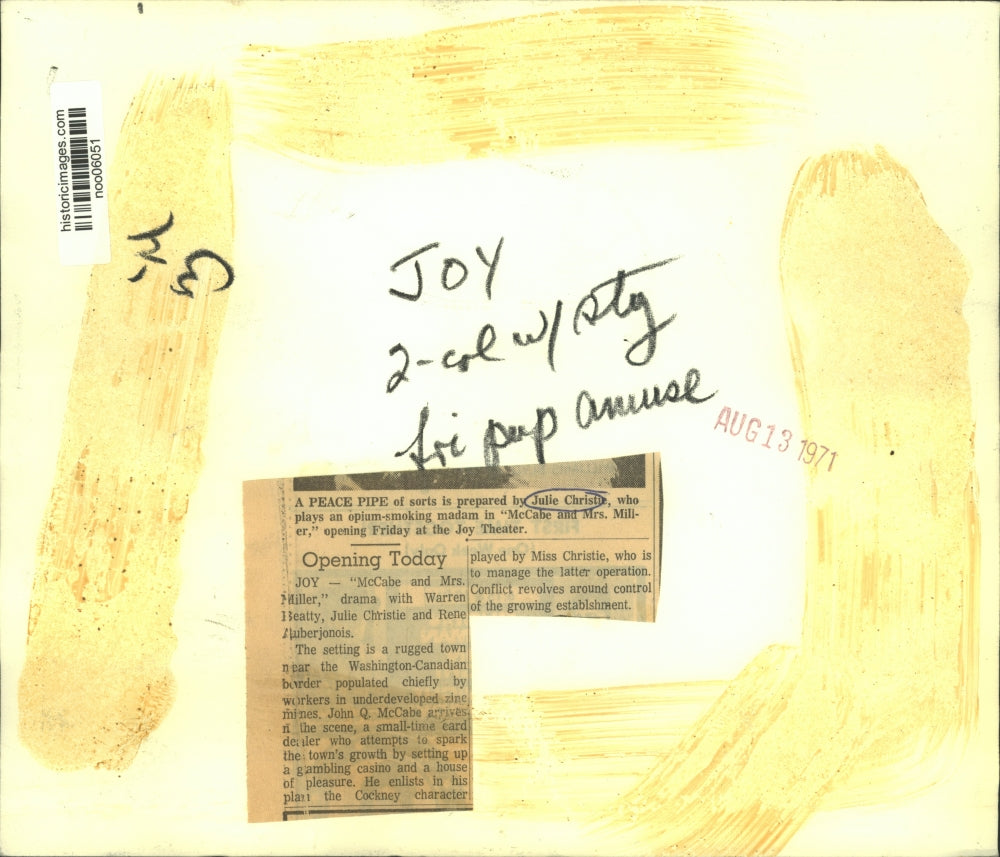 historicimages.com
noo06051
JOY
2-col w/ sty
fri pup amuse
AUG 13 1971
A PEACE PIPE of sorts is prepared by Julie Christie, who
plays an opium-smoking madam in “McCabe and Mrs. Mill-
er,” opening Friday at the Joy Theater.
Opening Today
JOY — “McCabe and Mrs.
Miller,” drama with Warren
Beatty, Julie Christie and Rene
Auberjonois.
The setting is a rugged town
near the Washington-Canadian
border populated chiefly by
workers in underdeveloped zinc
mines. John Q. McCabe arrives
n the scene, a small-time card
dealer who attempts to spark
the town's growth by setting up
a gambling casino and a house
of pleasure. He enlists in his
plan the Cockney character
played by Miss Christie, who is
to manage the latter operation.
Conflict revolves around control
of the growing establshment.